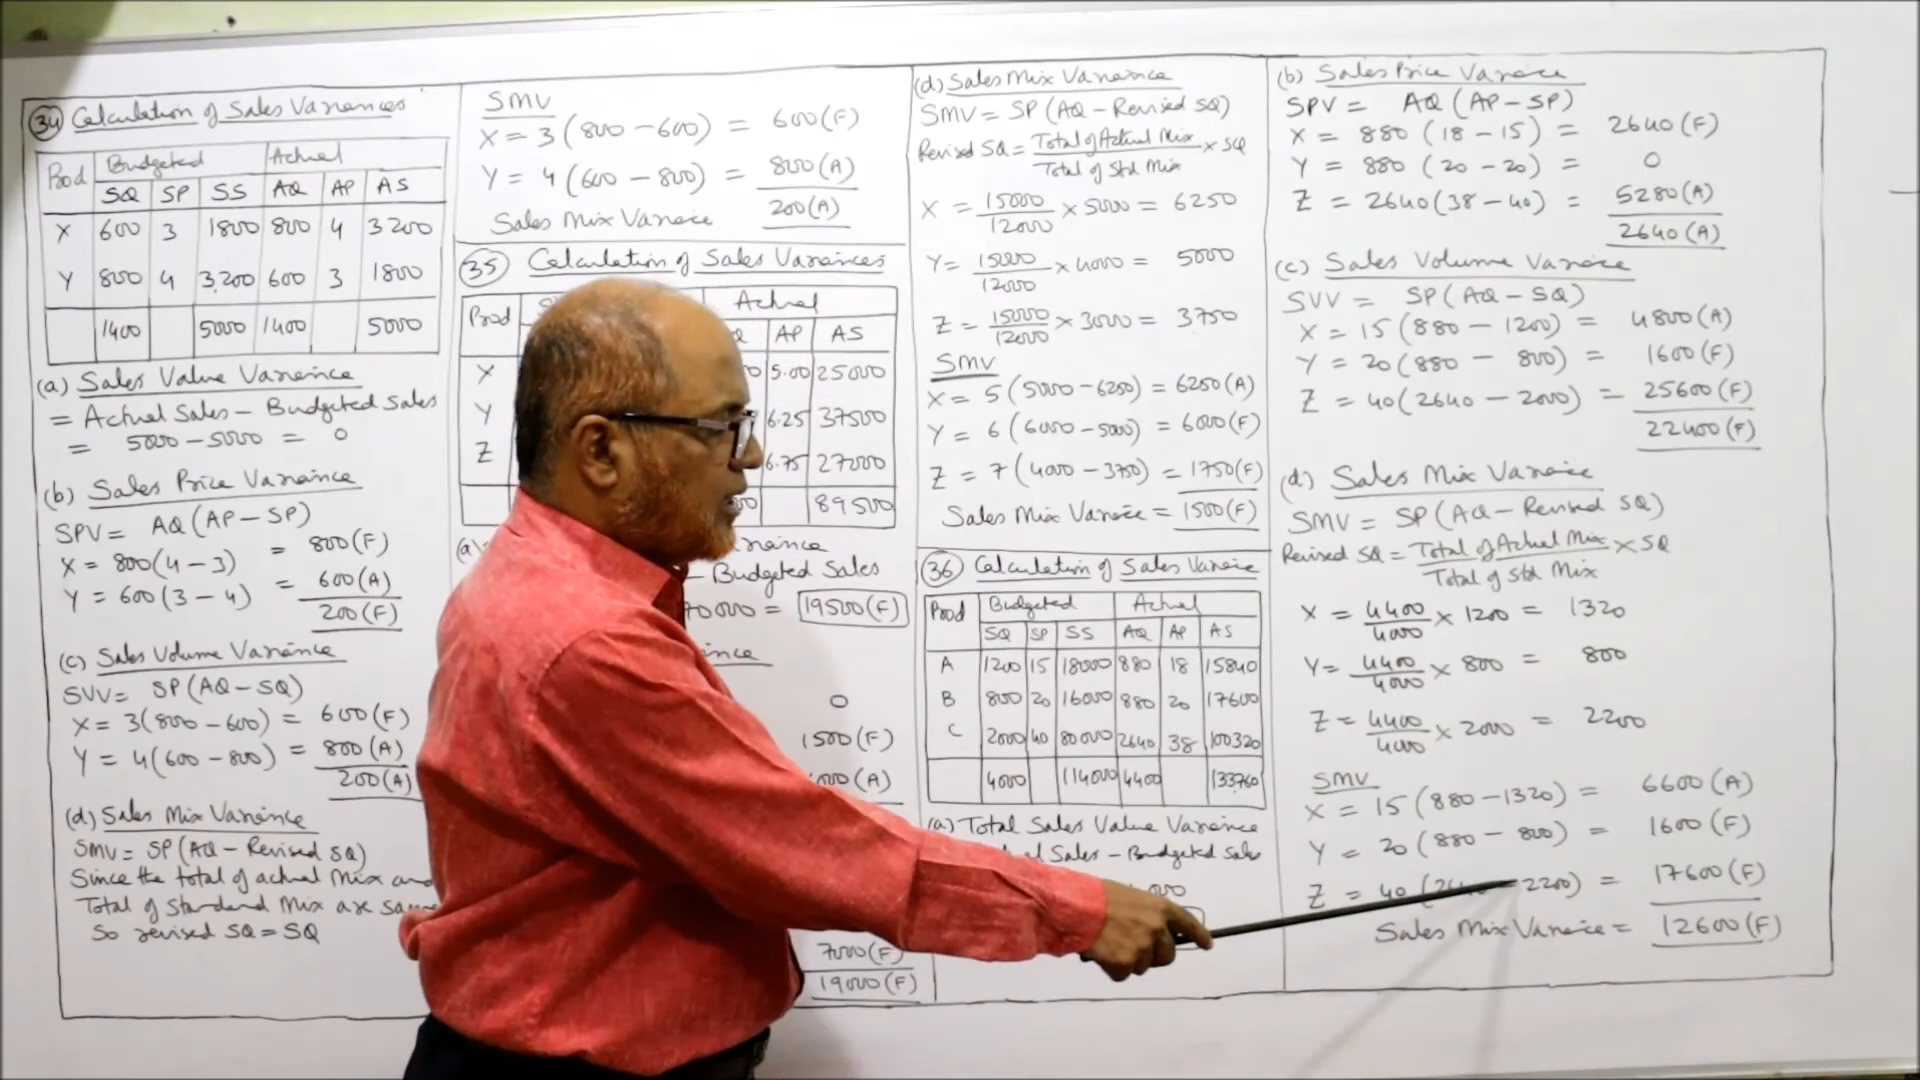 34 Calculation of Sales Variances
Prod Budgeted Actual
SQ SP SS AQ AP AS
X 600 3 1800 800 4 3200
Y 800 4 3200 600 3 1800
1400 5000 1400 5000
(a) Sales Value Variance
= Actual Sales - Budgeted Sales
= 5000 - 5000 = 0
(b) Sales Price Variance
SPV = AQ (AP - SP)
X = 800 (4 - 3) = 800 (F)
Y = 600 (3 - 4) = 600 (A)
200 (F)
(c) Sales Volume Variance
SVV = SP (AQ - SQ)
X = 3 (800 - 600) = 600 (F)
Y = 4 (600 - 800) = 800 (A)
200 (A)
(d) Sales Mix Variance
SMV = SP (AQ - Revised SQ)
Since the total of actual Mix and
Total of Standard Mix are same
So revised SQ = SQ
SMV
X = 3 (800 - 600) = 600 (F)
Y = 4 (600 - 800) = 800 (A)
Sales Mix Variance 200 (A)
35 Calculation of Sales Variances
Prod Actual
AP AS
X 5.00 25000
Y 6.25 37500
Z 6.75 27000
89500
(a)
- Budgeted Sales
70000 = 19500 (F)
0
1500 (F)
000 (A)
7000 (F)
19000 (F)
(d) Sales Mix Variance
SMV = SP (AQ - Revised SQ)
Revised SQ = Total of Actual Mix / Total of Std Mix × SQ
X = 15000 / 12000 × 5000 = 6250
Y = 15000 / 12000 × 4000 = 5000
Z = 15000 / 12000 × 3000 = 3750
SMV
X = 5 (5000 - 6250) = 6250 (A)
Y = 6 (6000 - 5000) = 6000 (F)
Z = 7 (4000 - 3750) = 1750 (F)
Sales Mix Variance = 1500 (F)
36 Calculation of Sales Variance
Prod Budgeted Actual
SQ SP SS AQ AP AS
A 1200 15 18000 880 18 15840
B 800 20 16000 880 20 17600
C 2000 40 80000 2640 38 100320
4000 114000 4400 133760
(a) Total Sales Value Variance
Sales - Budgeted Sales
(b) Sales Price Variance
SPV = AQ (AP - SP)
X = 880 (18 - 15) = 2640 (F)
Y = 880 (20 - 20) = 0
Z = 2640 (38 - 40) = 5280 (A)
2640 (A)
(c) Sales Volume Variance
SVV = SP (AQ - SQ)
X = 15 (880 - 1200) = 4800 (A)
Y = 20 (880 - 800) = 1600 (F)
Z = 40 (2640 - 2000) = 25600 (F)
22400 (F)
(d) Sales Mix Variance
SMV = SP (AQ - Revised SQ)
Revised SQ = Total of Actual Mix / Total of Std Mix × SQ
X = 4400 / 4000 × 1200 = 1320
Y = 4400 / 4000 × 800 = 800
Z = 4400 / 4000 × 2000 = 2200
SMV
X = 15 (880 - 1320) = 6600 (A)
Y = 20 (880 - 800) = 1600 (F)
Z = 40 ( - 2200) = 17600 (F)
Sales Mix Variance = 12600 (F)